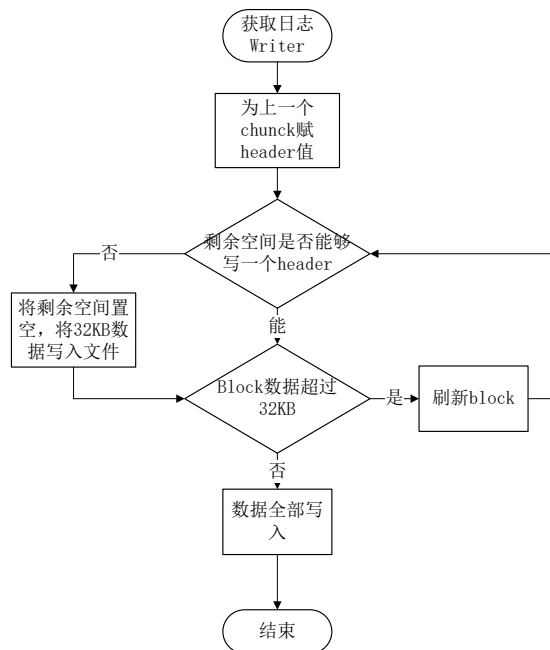 获取日志
Writer
为上一个
chunck赋
header值
剩余空间是否能够
写一个header
否
将剩余空间置
空，将32KB数
据写入文件
能
Block数据超过
32KB
是
刷新block
否
数据全部写
入
结束